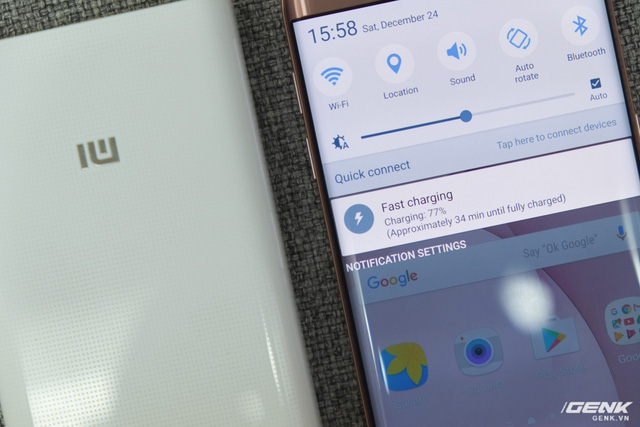 15:58 Sat, December 24
Wi-Fi
Location
Sound
Auto
rotate
Bluetooth
A
Auto
Quick connect
Tap here to connect devices
Fast charging
Charging: 77%
(Approximately 34 min until fully charged)
NOTIFICATION SETTINGS
Google
Say "Ok Google"
mi
GENK
GENK.VN